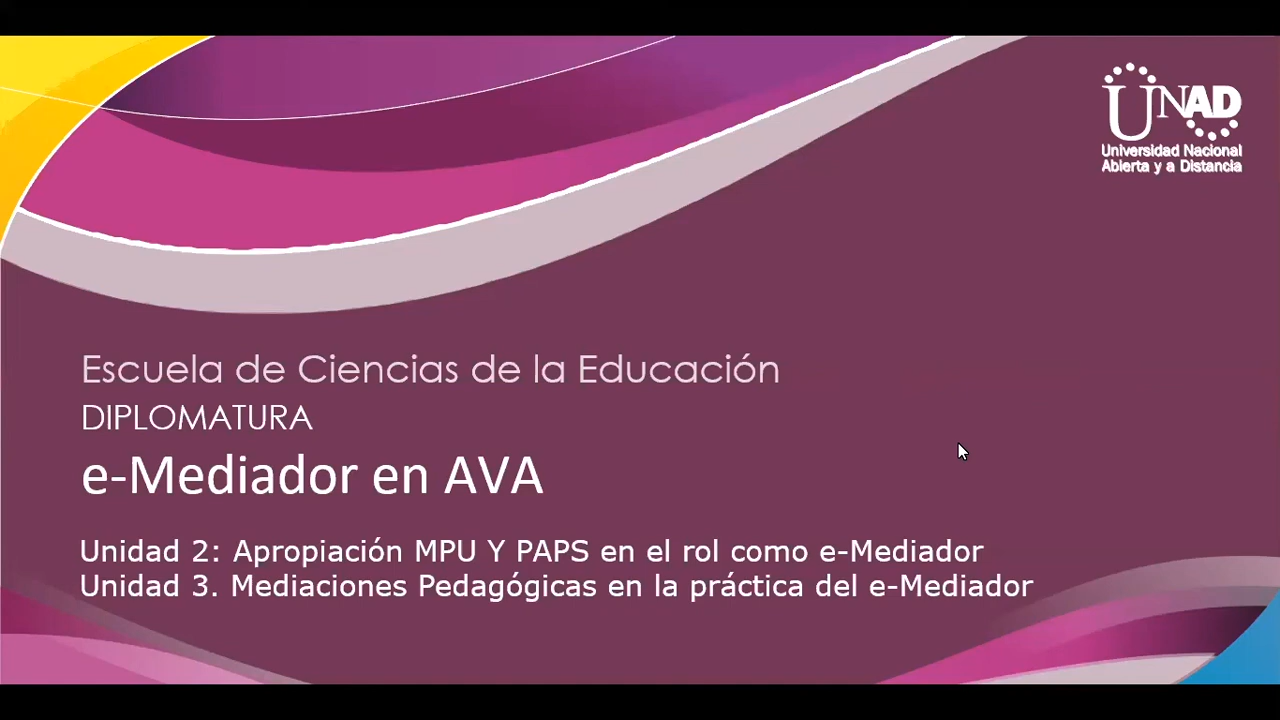 UNAD
Universidad Nacional
Abierta y a Distancia
Escuela de Ciencias de la Educación
DIPLOMATURA
e-Mediador en AVA
Unidad 2: Apropiación MPU Y PAPS en el rol como e-Mediador
Unidad 3. Mediaciones Pedagógicas en la práctica del e-Mediador